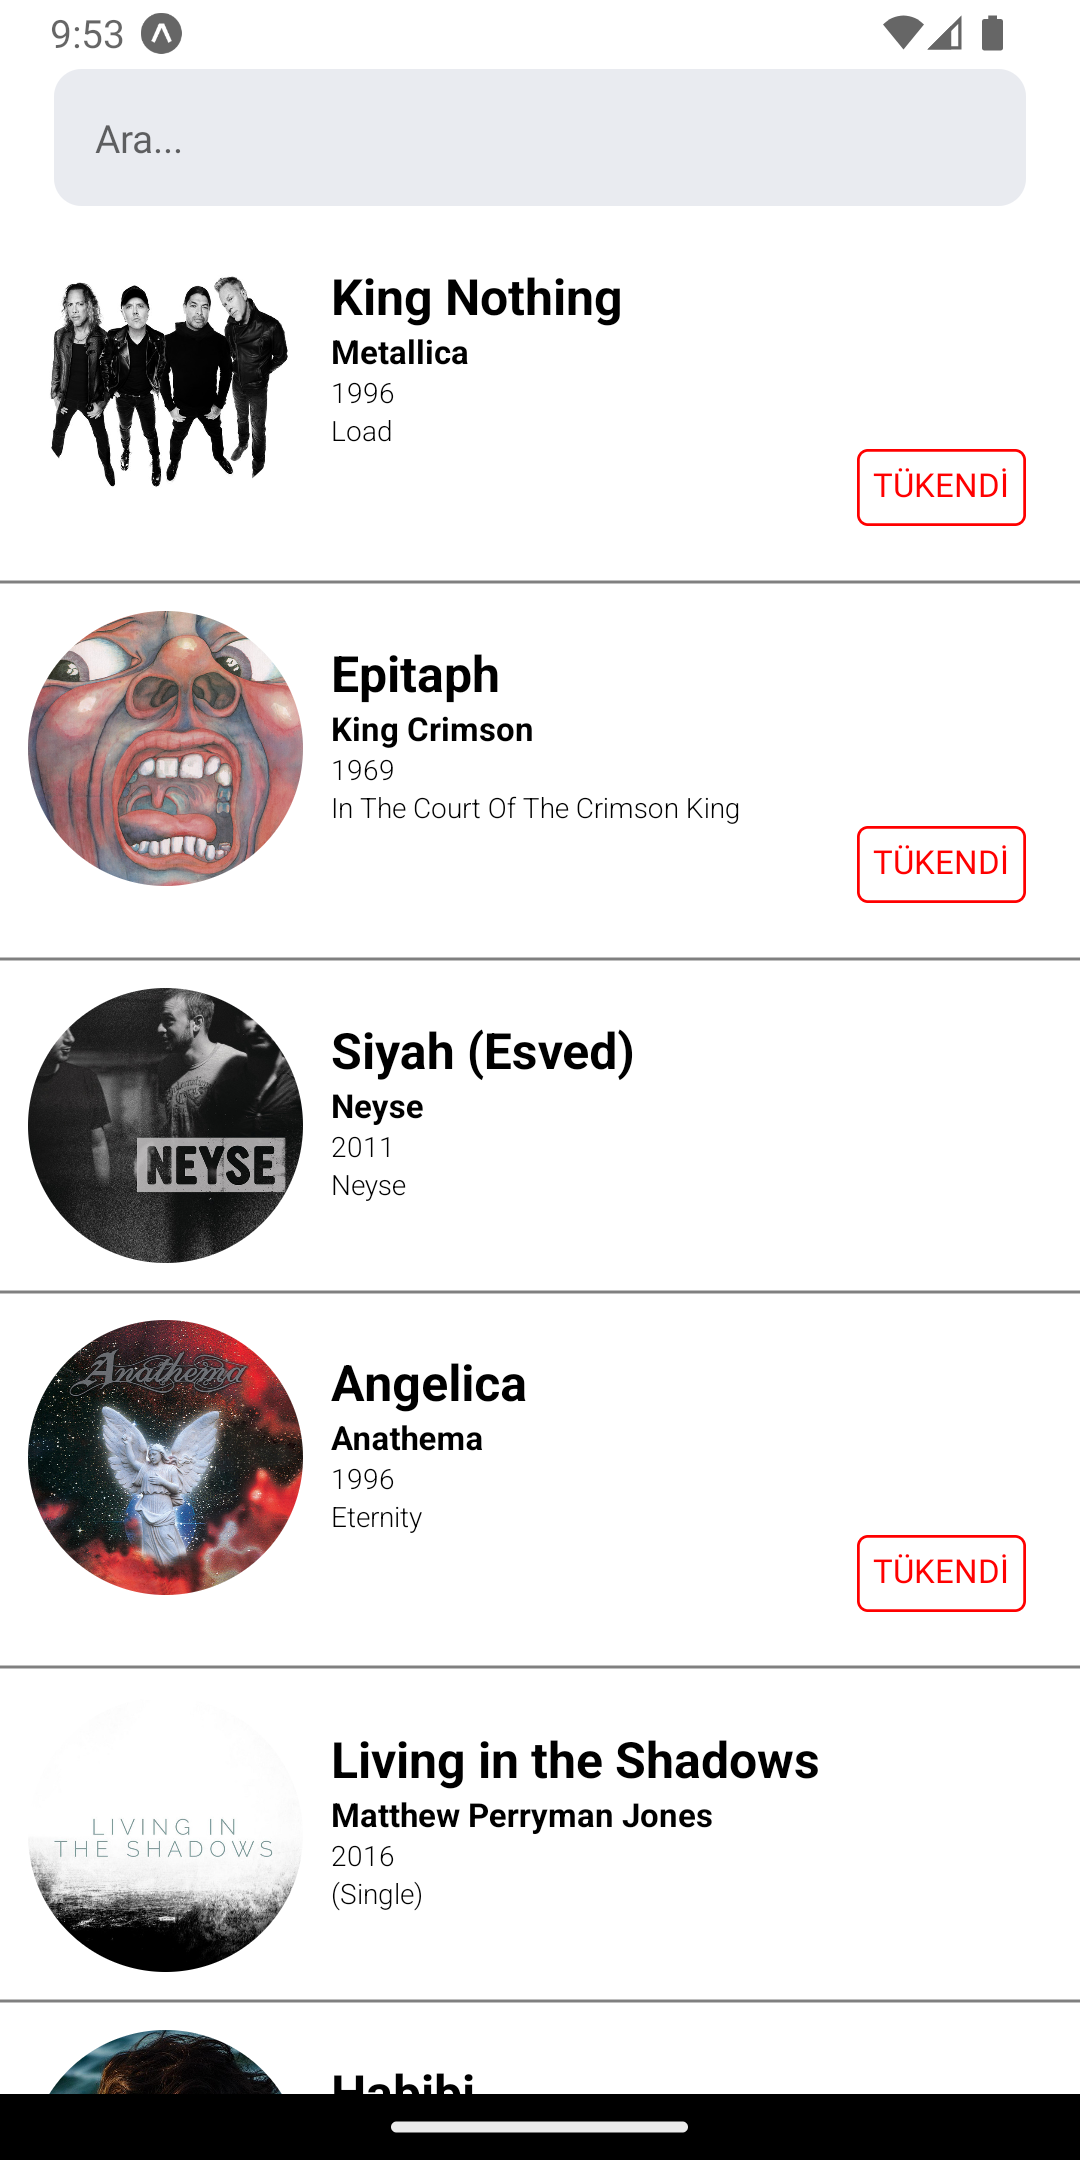 9:53
Ara...
King Nothing
Metallica
1996
Load
TÜKENDİ
Epitaph
King Crimson
1969
In The Court Of The Crimson King
TÜKENDİ
NEYSE
Siyah (Esved)
Neyse
2011
Neyse
Anathema
Angelica
Anathema
1996
Eternity
TÜKENDİ
LIVING IN
THE SHADOWS
Living in the Shadows
Matthew Perryman Jones
2016
(Single)
Habibi